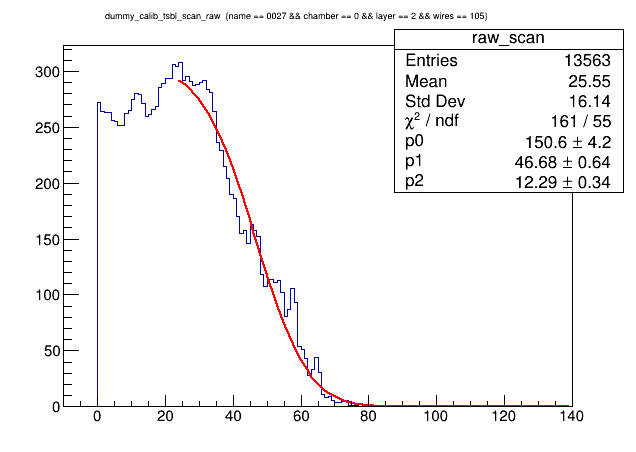 dummy_calib_tsbl_scan_raw (name == 0027 && chamber == 0 && layer == 2 && wires == 105)
raw_scan
Entries 13563
Mean 25.55
Std Dev 16.14
χ² / ndf 161 / 55
p0 150.6 ± 4.2
p1 46.68 ± 0.64
p2 12.29 ± 0.34
300
250
200
150
100
50
0
0 20 40 60 80 100 120 140